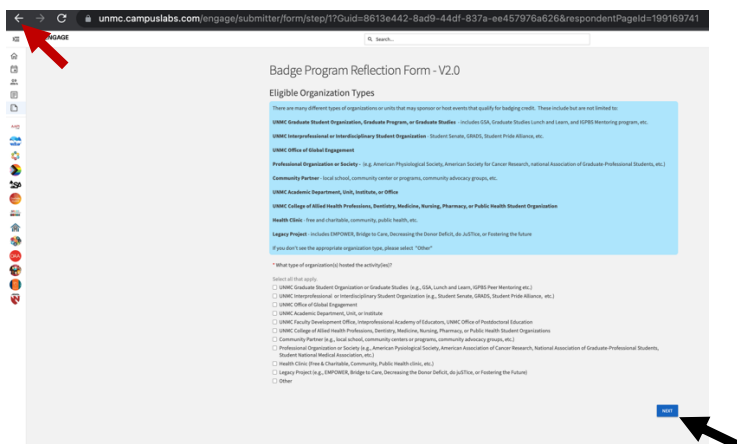 unmc.campuslabs.com/engage/submitter/form/step/1?Guid=8613e442-8ad9-44df-837a-ee457976a626&respondentPageId=199169741
NGAGE
Search...
Badge Program Reflection Form - V2.0
Eligible Organization Types
There are many different types of organizations or units that may sponsor or host events that qualify for badging credit. These include but are not limited to:
UNMC Graduate Student Organization, Graduate Program, or Graduate Studies - includes GSA, Graduate Studies Lunch and Learn, and IGPBS Mentoring program, etc.
UNMC Interprofessional or Interdisciplinary Student Organization - Student Senate, GRADS, Student Pride Alliance, etc.
UNMC Office of Global Engagement
Professional Organization or Society - (e.g. American Physiological Society, American Society for Cancer Research, national Association of Graduate-Professional Students, etc.)
Community Partner - local school, community center or programs, community advocacy groups, etc.
UNMC Academic Department, Unit, Institute, or Office
UNMC College of Allied Health Professions, Dentistry, Medicine, Nursing, Pharmacy, or Public Health Student Organization
Health Clinic - free and charitable, community, public health, etc.
Legacy Project - includes EMPOWER, Bridge to Care, Decreasing the Donor Deficit, do JuSTice, or Fostering the future
If you don't see the appropriate organization type, please select "Other"
* What type of organization(s) hosted the activity(ies)?
Select all that apply
UNMC Graduate Student Organization or Graduate Studies (e.g., GSA, Lunch and Learn, IGPBS Peer Mentoring etc.)
UNMC Interprofessional or Interdisciplinary Student Organization (e.g., Student Senate, GRADS, Student Pride Alliance, etc.)
UNMC Office of Global Engagement
UNMC Academic Department, Unit, or Institute
UNMC Faculty Development Office, Inteprofessional Academy of Educators, UNMC Office of Postdoctoral Education
UNMC College of Allied Health Professions, Dentistry, Medicine, Nursing, Pharmacy, or Public Health Student Organizations
Community Partner (e.g., local school, community centers or programs, community advocacy groups, etc.)
Professional Organization or Society (e.g., American Pysiological Society, American Association of Cancer Research, National Association of Graduate-Professional Students,
Student National Medical Association, etc.)
Health Clinic (Free & Charitable, Community, Public Health clinic, etc.)
Legacy Project (e.g., EMPOWER, Bridge to Care, Decreasing the Donor Deficit, do juSTice, or Fostering the Future)
Other
NEXT